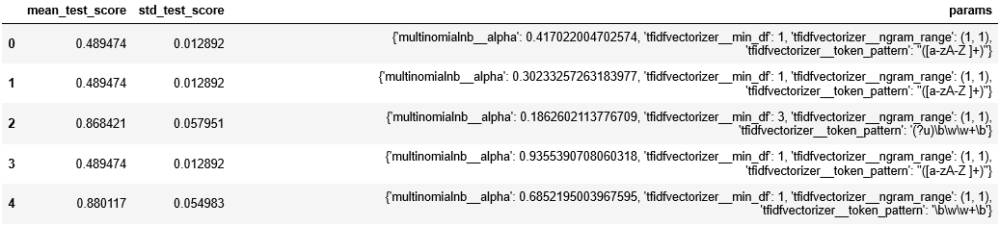 mean_test_score std_test_score params
0 0.489474 0.012892 {'multinomialnb__alpha': 0.417022004702574, 'tfidfvectorizer__min_df': 1, 'tfidfvectorizer__ngram_range': (1, 1),
'tfidfvectorizer__token_pattern': "([a-zA-Z ]+)"}
1 0.489474 0.012892 {'multinomialnb__alpha': 0.30233257263183977, 'tfidfvectorizer__min_df': 1, 'tfidfvectorizer__ngram_range': (1, 1),
'tfidfvectorizer__token_pattern': "([a-zA-Z ]+)"}
2 0.868421 0.057951 {'multinomialnb__alpha': 0.1862602113776709, 'tfidfvectorizer__min_df': 3, 'tfidfvectorizer__ngram_range': (1, 1),
'tfidfvectorizer__token_pattern': '(?u)\b\w\w+\b'}
3 0.489474 0.012892 {'multinomialnb__alpha': 0.9355390708060318, 'tfidfvectorizer__min_df': 1, 'tfidfvectorizer__ngram_range': (1, 1),
'tfidfvectorizer__token_pattern': "([a-zA-Z ]+)"}
4 0.880117 0.054983 {'multinomialnb__alpha': 0.6852195003967595, 'tfidfvectorizer__min_df': 1, 'tfidfvectorizer__ngram_range': (1, 1),
'tfidfvectorizer__token_pattern': '\b\w\w+\b'}